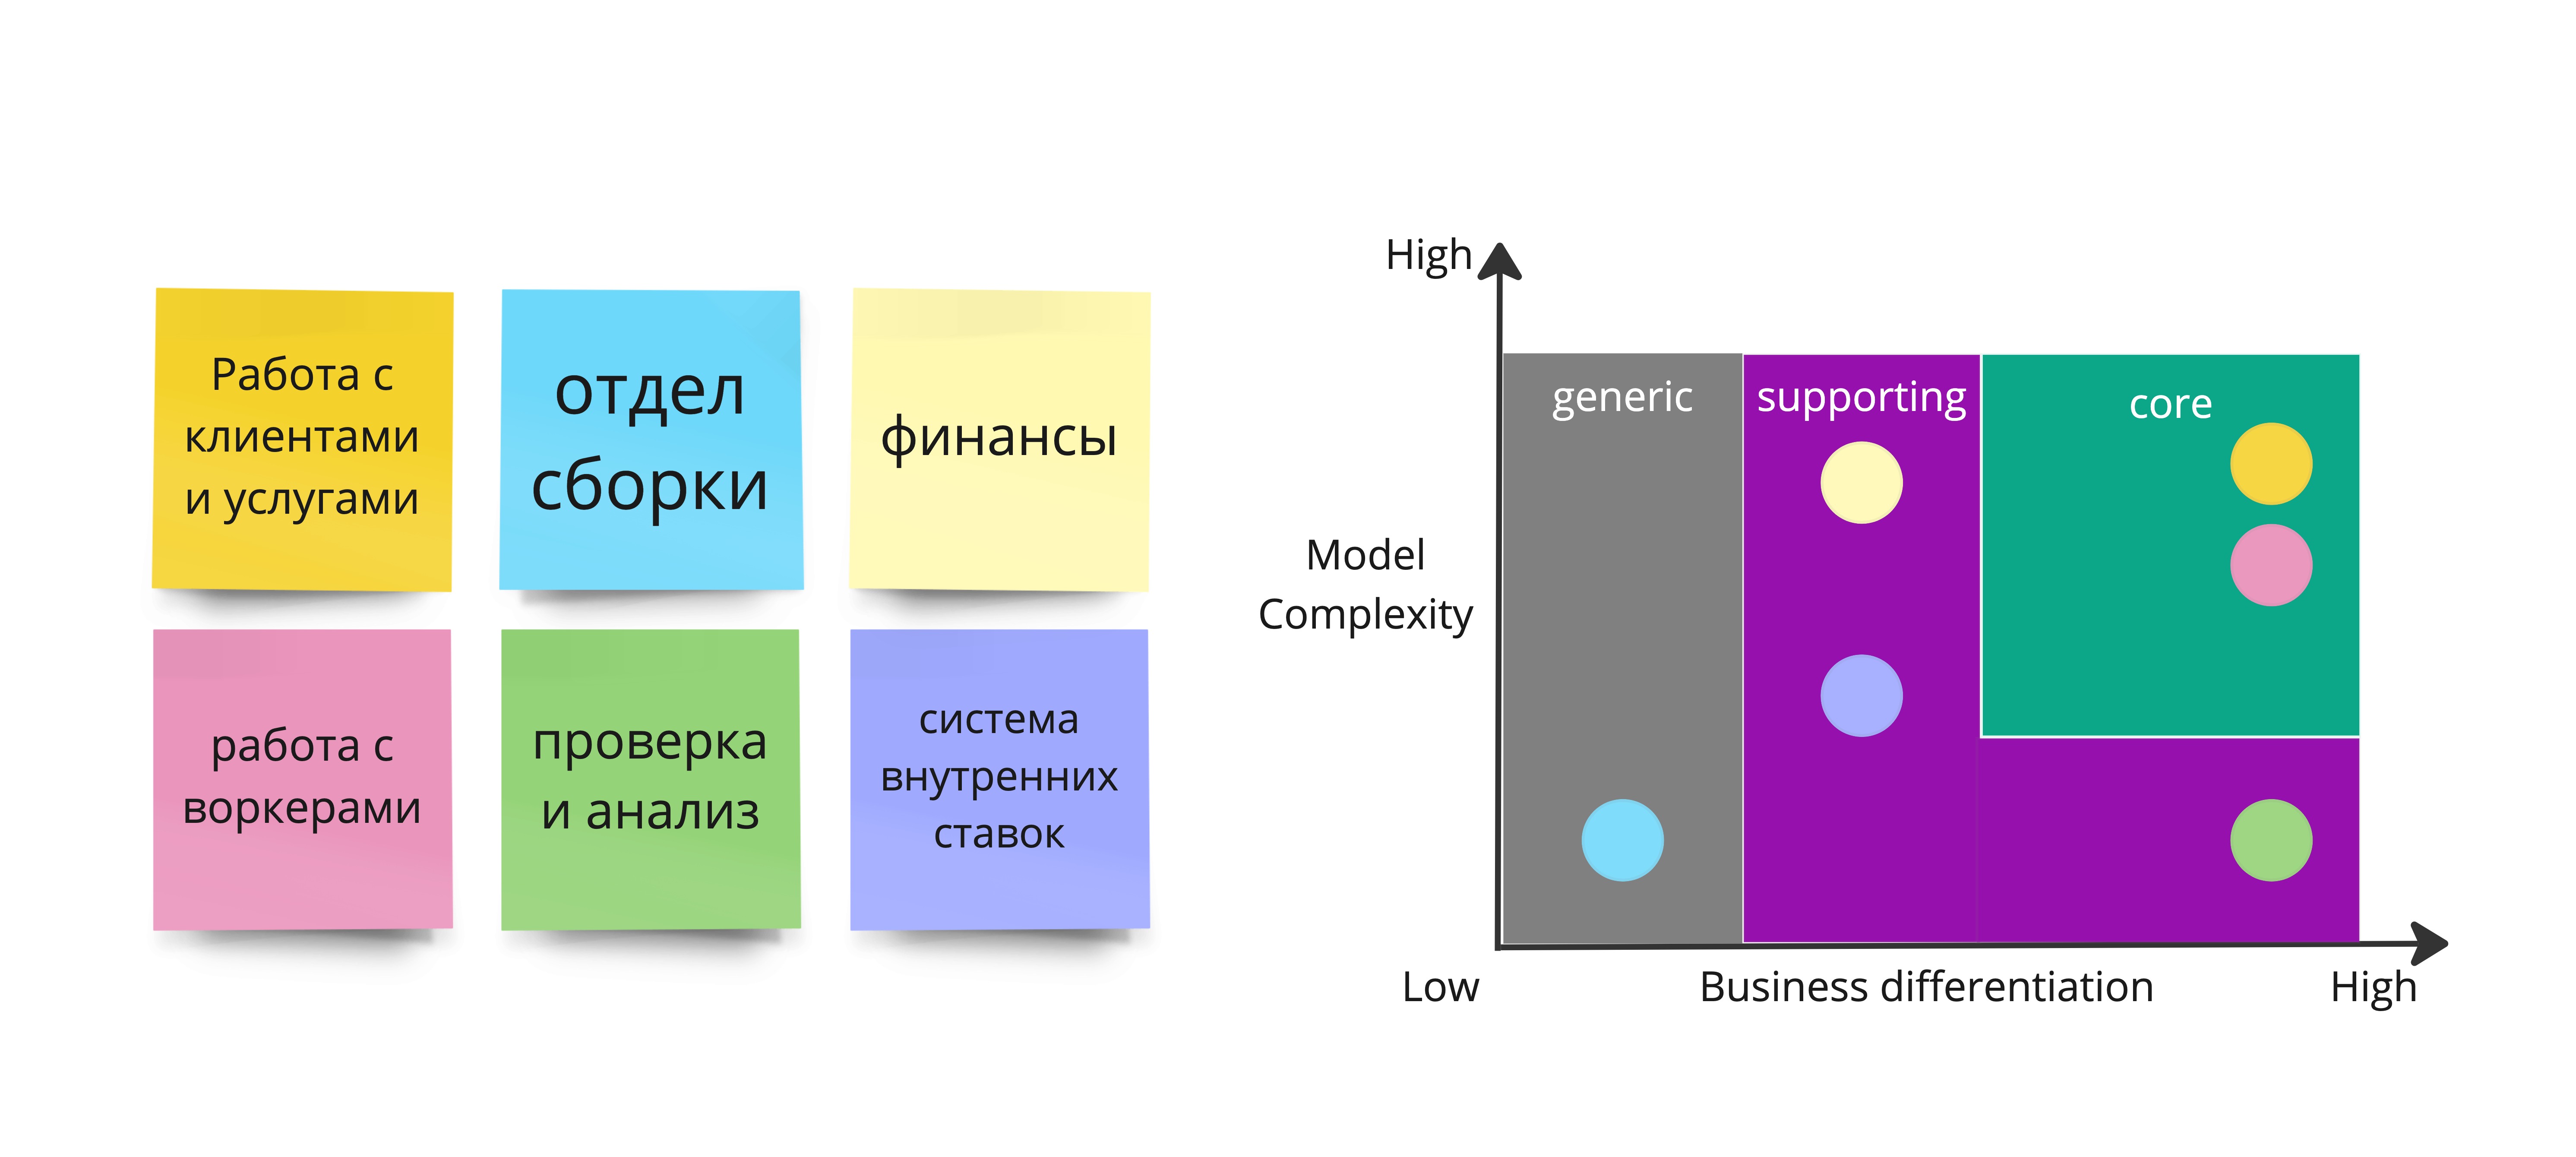 Работа с
клиентами
и услугами
отдел
сборки
финансы
работа с
воркерами
проверка
и анализ
система
внутренних
ставок
High
generic
supporting
core
Model
Complexity
Low
Business differentiation
High